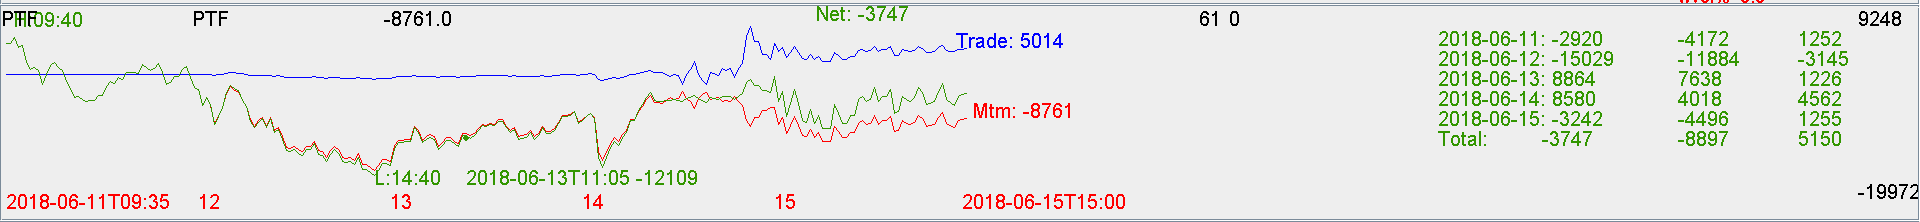 PTF H:09:40 PTF -8761.0 Net: -3747 61 0 9248
Trade: 5014
Mtm: -8761
2018-06-11: -2920 -4172 1252
2018-06-12: -15029 -11884 -3145
2018-06-13: 8864 7638 1226
2018-06-14: 8580 4018 4562
2018-06-15: -3242 -4496 1255
Total: -3747 -8897 5150
L:14:40 2018-06-13T11:05 -12109
-19972
2018-06-11T09:35 12 13 14 15 2018-06-15T15:00